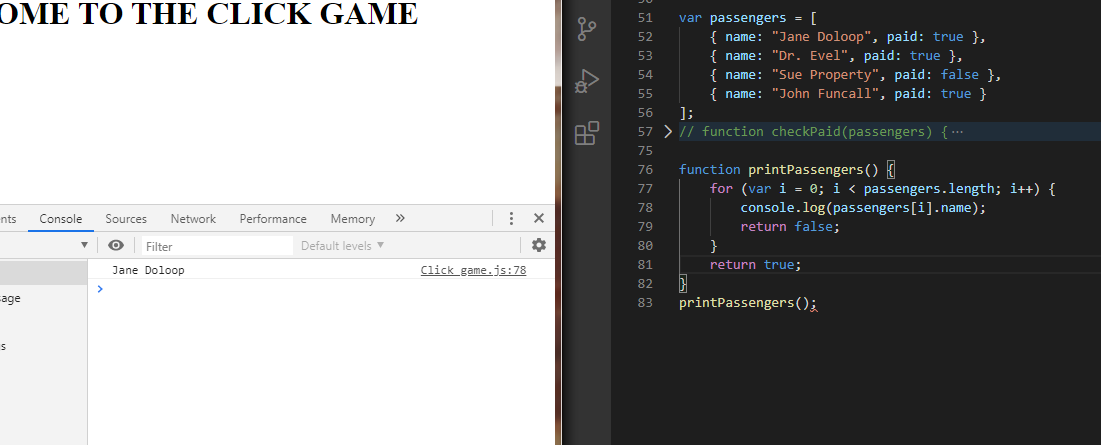 OME TO THE CLICK GAME
ents Console Sources Network Performance Memory »
Filter Default levels ▼
Jane Doloop Click game.js:78
>
sage
s
51 var passengers = [
52 { name: "Jane Doloop", paid: true },
53 { name: "Dr. Evel", paid: true },
54 { name: "Sue Property", paid: false },
55 { name: "John Funcall", paid: true }
56 ];
57 // function checkPaid(passengers) {…
75
76 function printPassengers() {
77 for (var i = 0; i < passengers.length; i++) {
78 console.log(passengers[i].name);
79 return false;
80 }
81 return true;
82 }
83 printPassengers();